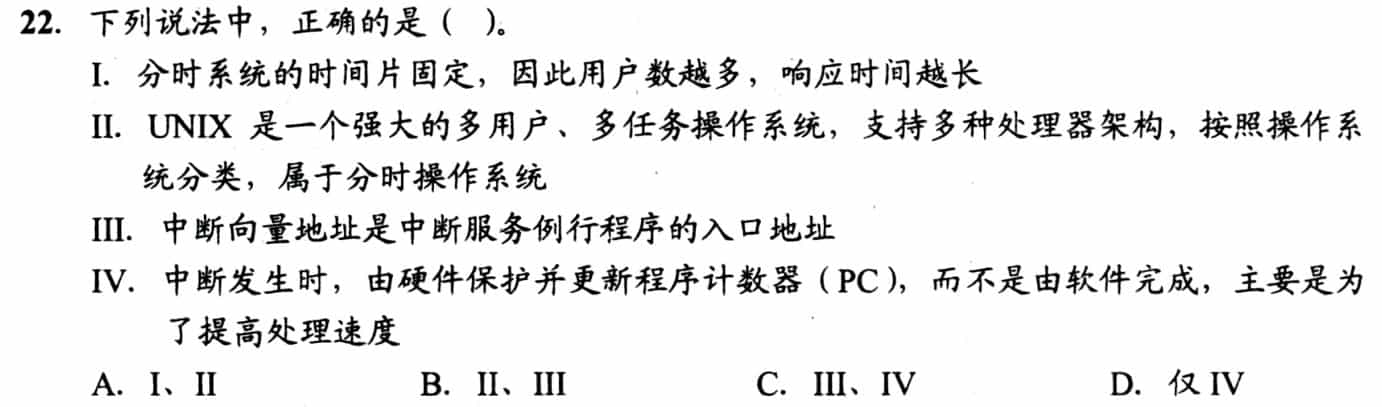 22. 下列说法中，正确的是（ ）。
I. 分时系统的时间片固定，因此用户数越多，响应时间越长
II. UNIX 是一个强大的多用户、多任务操作系统，支持多种处理器架构，按照操作系
统分类，属于分时操作系统
III. 中断向量地址是中断服务例行程序的入口地址
IV. 中断发生时，由硬件保护并更新程序计数器（PC），而不是由软件完成，主要是为
了提高处理速度
A. I、II B. II、III C. III、IV D. 仅 IV